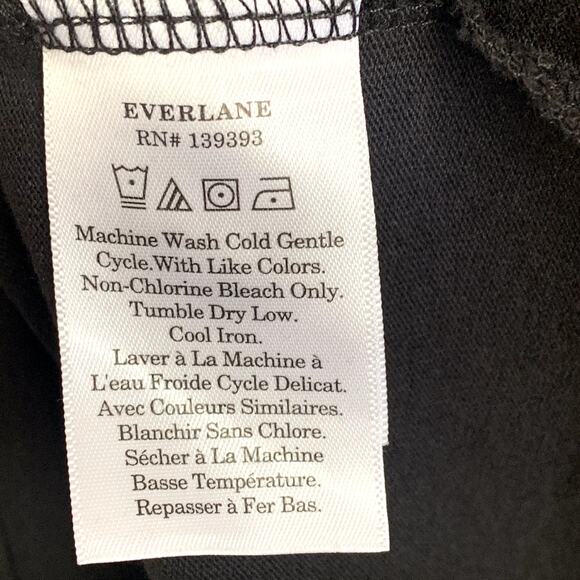 EVERLANE
RN# 139393
Machine Wash Cold Gentle
Cycle.With Like Colors.
Non-Chlorine Bleach Only.
Tumble Dry Low.
Cool Iron.
Laver à La Machine à
L'eau Froide Cycle Delicat.
Avec Couleurs Similaires.
Blanchir Sans Chlore.
Sécher à La Machine
Basse Température.
Repasser à Fer Bas.